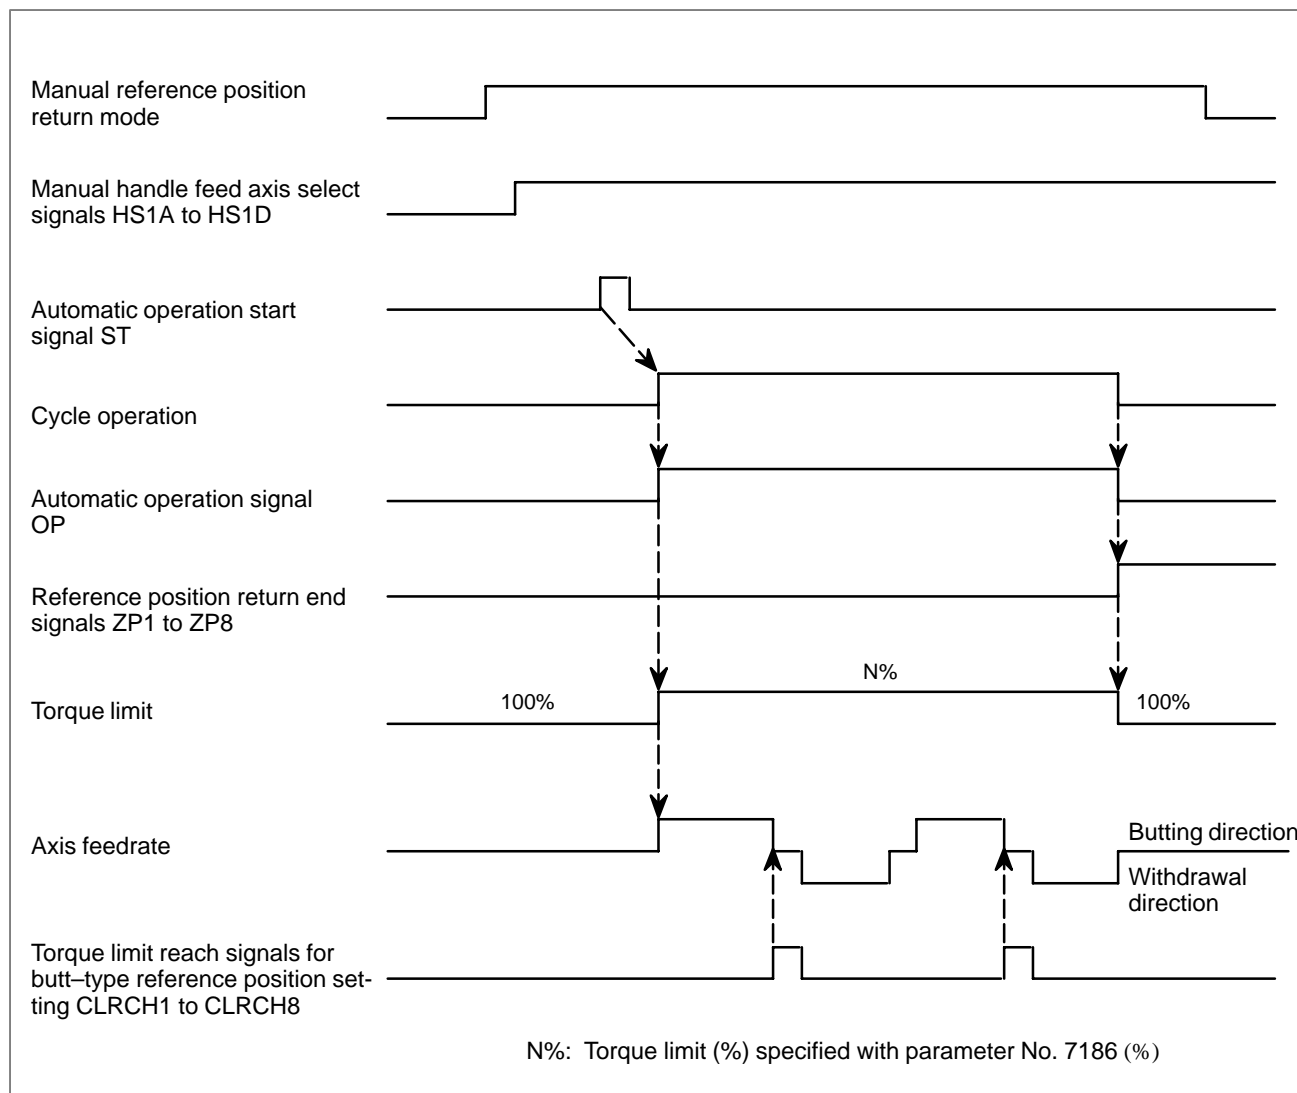 Manual reference position
return mode
Manual handle feed axis select
signals HS1A to HS1D
Automatic operation start
signal ST
Cycle operation
Automatic operation signal
OP
Reference position return end
signals ZP1 to ZP8
N%
Torque limit
100%
100%
Axis feedrate
Butting direction
Withdrawal
direction
Torque limit reach signals for
butt–type reference position set-
ting CLRCH1 to CLRCH8
N%: Torque limit (%) specified with parameter No. 7186 (%)